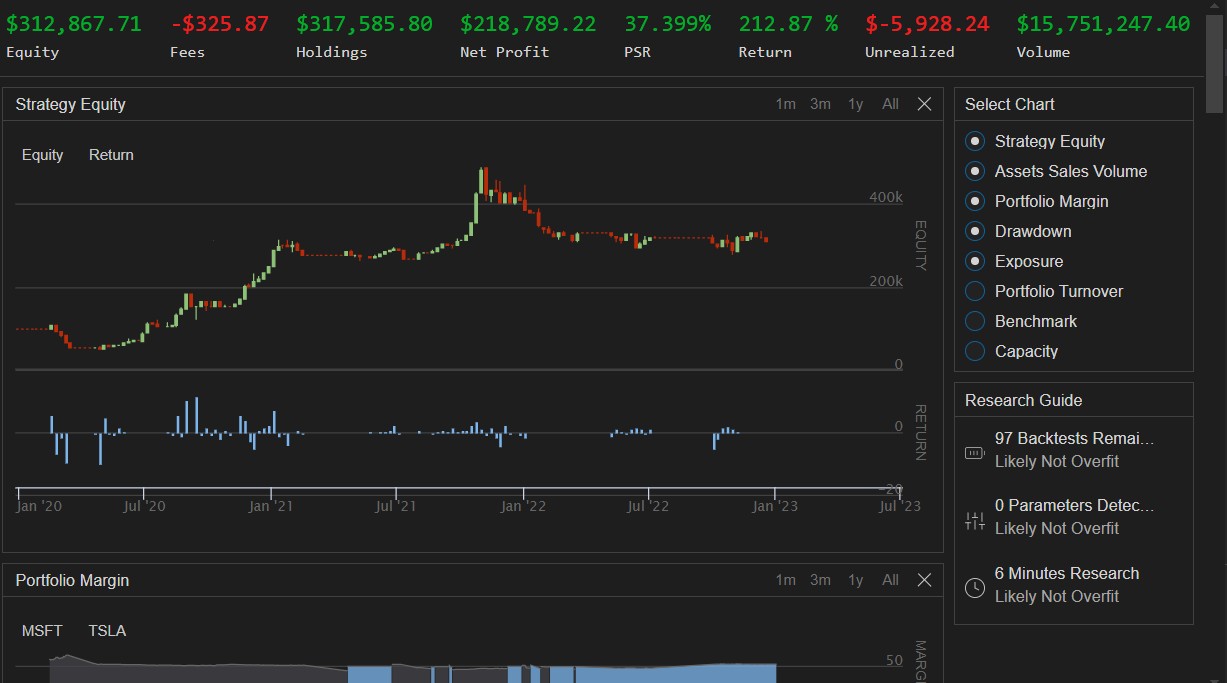 $312,867.71 -$325.87 $317,585.80 $218,789.22 37.399% 212.87 % $-5,928.24 $15,751,247.40
Equity Fees Holdings Net Profit PSR Return Unrealized Volume
Strategy Equity 1m 3m 1y All
Equity Return
400k
200k
0
EQUITY
0
-20
RETURN
Jan '20 Jul '20 Jan '21 Jul '21 Jan '22 Jul '22 Jan '23 Jul '23
Portfolio Margin 1m 3m 1y All
MSFT TSLA
50
Select Chart
Strategy Equity
Assets Sales Volume
Portfolio Margin
Drawdown
Exposure
Portfolio Turnover
Benchmark
Capacity
Research Guide
97 Backtests Remai...
Likely Not Overfit
0 Parameters Detec...
Likely Not Overfit
6 Minutes Research
Likely Not Overfit